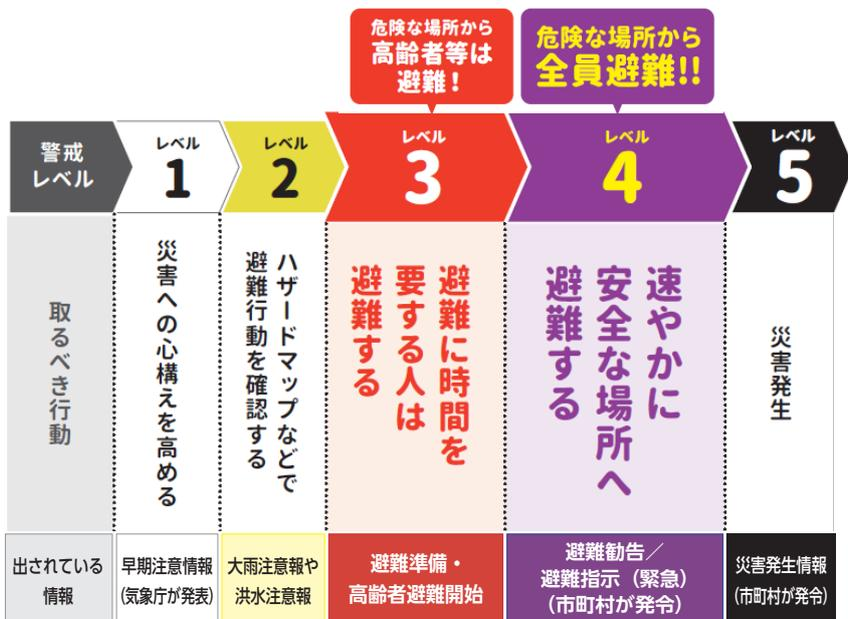 危険な場所から
高齢者等は
避難！
危険な場所から
全員避難!!
警戒
レベル
レベル
1
レベル
2
レベル
3
レベル
4
レベル
5
取るべき行動
災害への心構えを高める
ハザードマップなどで
避難行動を確認する
避難に時間を
要する人は
避難する
速やかに
安全な場所へ
避難する
災害発生
出されている
情報
早期注意情報
(気象庁が発表)
大雨注意報や
洪水注意報
避難準備・
高齢者避難開始
避難勧告／
避難指示（緊急）
（市町村が発令）
災害発生情報
(市町村が発令)